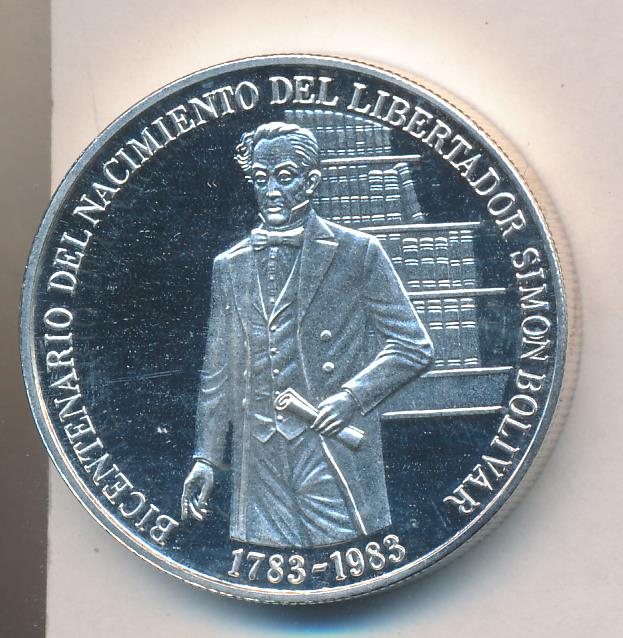 BICENTENARIO DEL NACIMIENTO DEL LIBERTADOR SIMON BOLIVAR
1783-1983